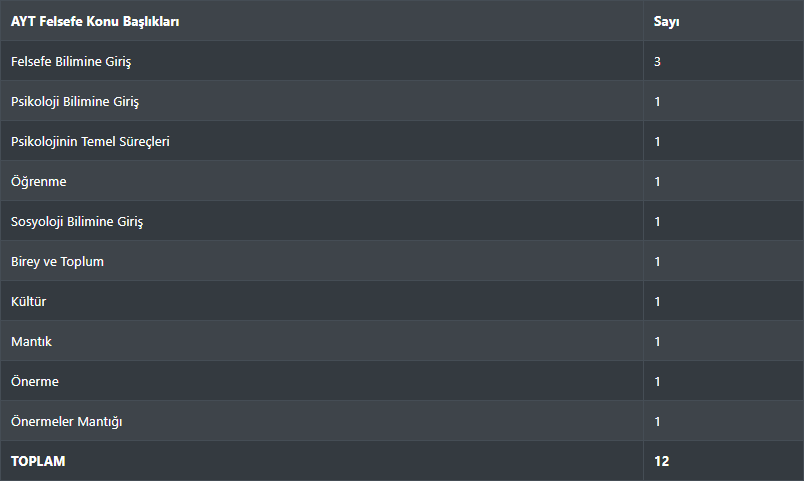 AYT Felsefe Konu Başlıkları Sayı
Felsefe Bilimine Giriş 3
Psikoloji Bilimine Giriş 1
Psikolojinin Temel Süreçleri 1
Öğrenme 1
Sosyoloji Bilimine Giriş 1
Birey ve Toplum 1
Kültür 1
Mantık 1
Önerme 1
Önermeler Mantığı 1
TOPLAM 12